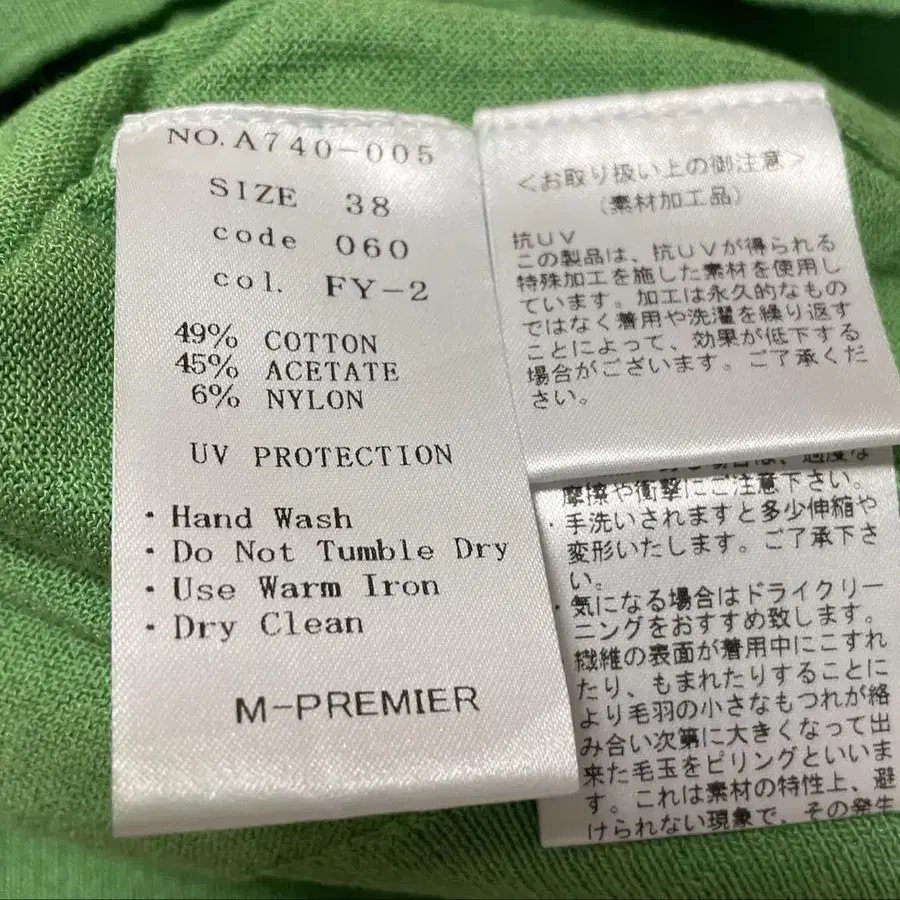 NO. A740-005
SIZE 38
code 060
col. FY-2
49% COTTON
45% ACETATE
6% NYLON
UV PROTECTION
・Hand Wash
・Do Not Tumble Dry
・Use Warm Iron
・Dry Clean
M-PREMIER
<お取り扱い上の御注意>
(素材加工品)
抗UV
この製品は、抗UVが得られる
特殊加工を施した素材を使用し
ています。加工は永久的なもの
ではなく着用や洗濯を繰り返す
ことによって、効果が低下する
場合がございます。ご了承くだ
さい。
場合は、過度な
摩擦や衝撃にご注意下さい。
・手洗いされますと多少伸縮や
変形いたします。ご了承下さ
い。
・気になる場合はドライクリー
ニングをおすすめ致します。
繊維の表面が着用中にこすれ
たり、もまれたりすることに
より毛羽の小さなもつれが絡
み合い次第に大きくなって出
来た毛玉をピリングといいま
す。これは素材の特性上、避
けられない現象で、その発生